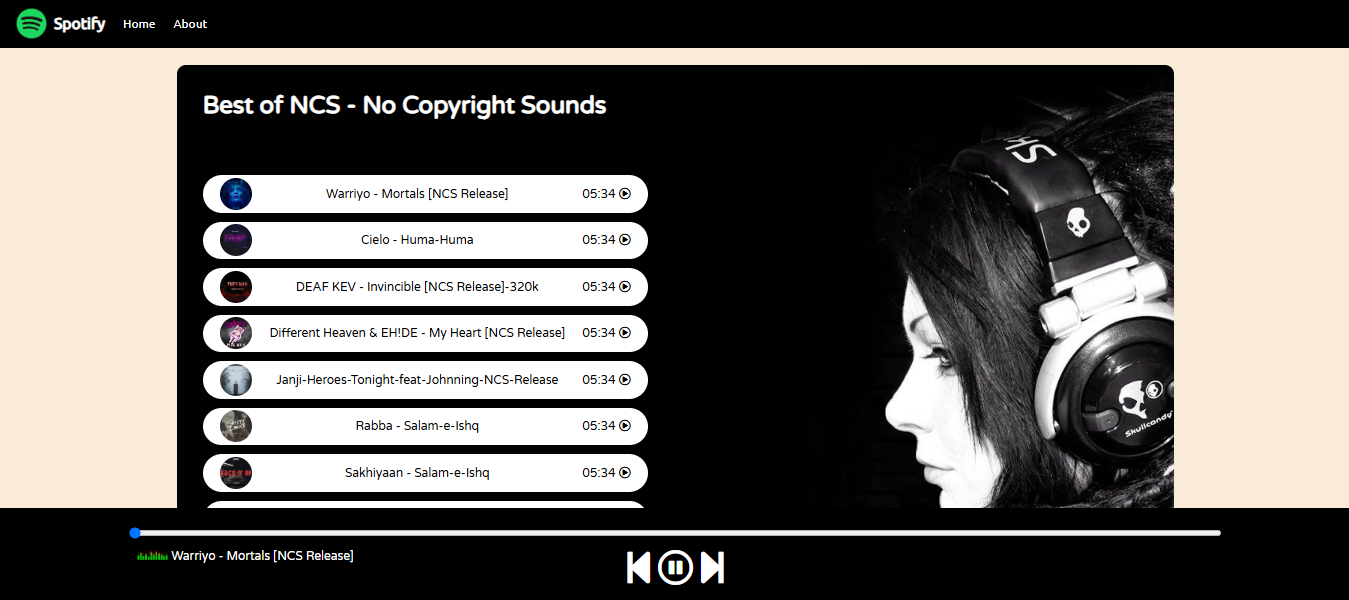 Spotify Home About
Best of NCS - No Copyright Sounds
Warriyo - Mortals [NCS Release] 05:34
Cielo - Huma-Huma 05:34
DEAF KEV - Invincible [NCS Release]-320k 05:34
Different Heaven & EH!DE - My Heart [NCS Release] 05:34
Janji-Heroes-Tonight-feat-Johnning-NCS-Release 05:34
Rabba - Salam-e-Ishq 05:34
Sakhiyaan - Salam-e-Ishq 05:34
Skullcandy
Warriyo - Mortals [NCS Release]